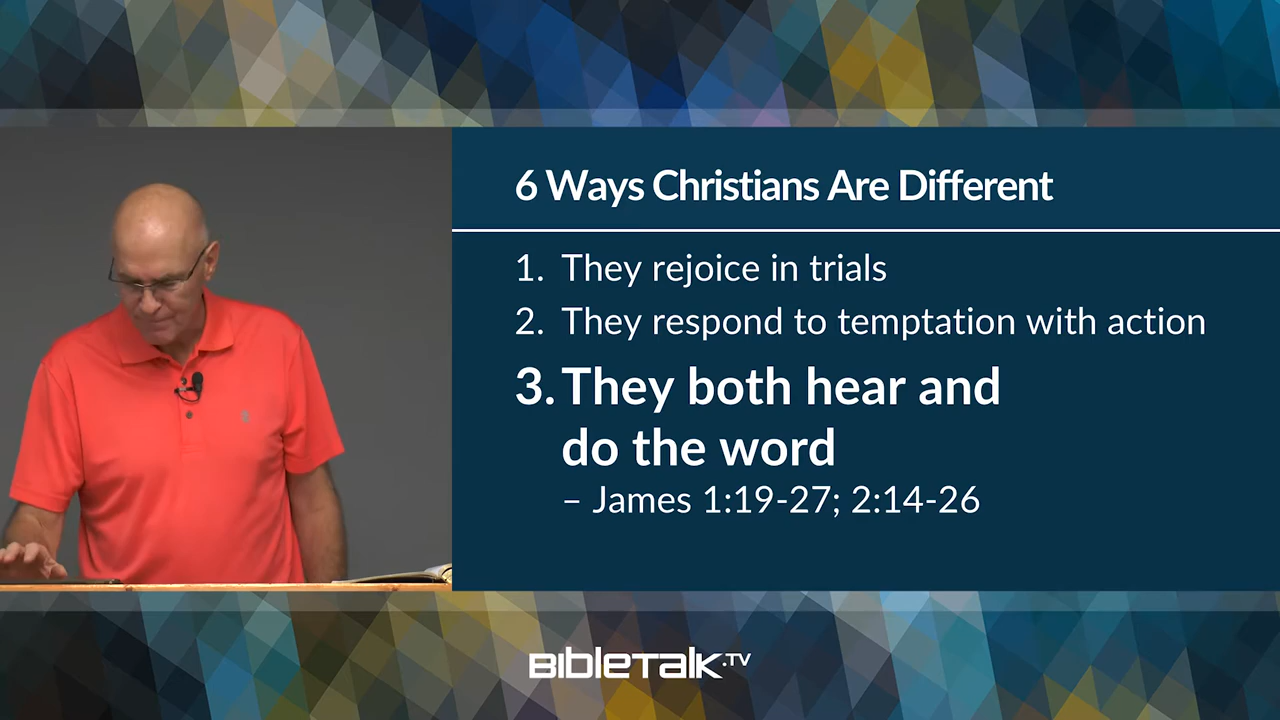 6 Ways Christians Are Different
1. They rejoice in trials
2. They respond to temptation with action
3. They both hear and
do the word
– James 1:19-27; 2:14-26
BIBLETALK.TV